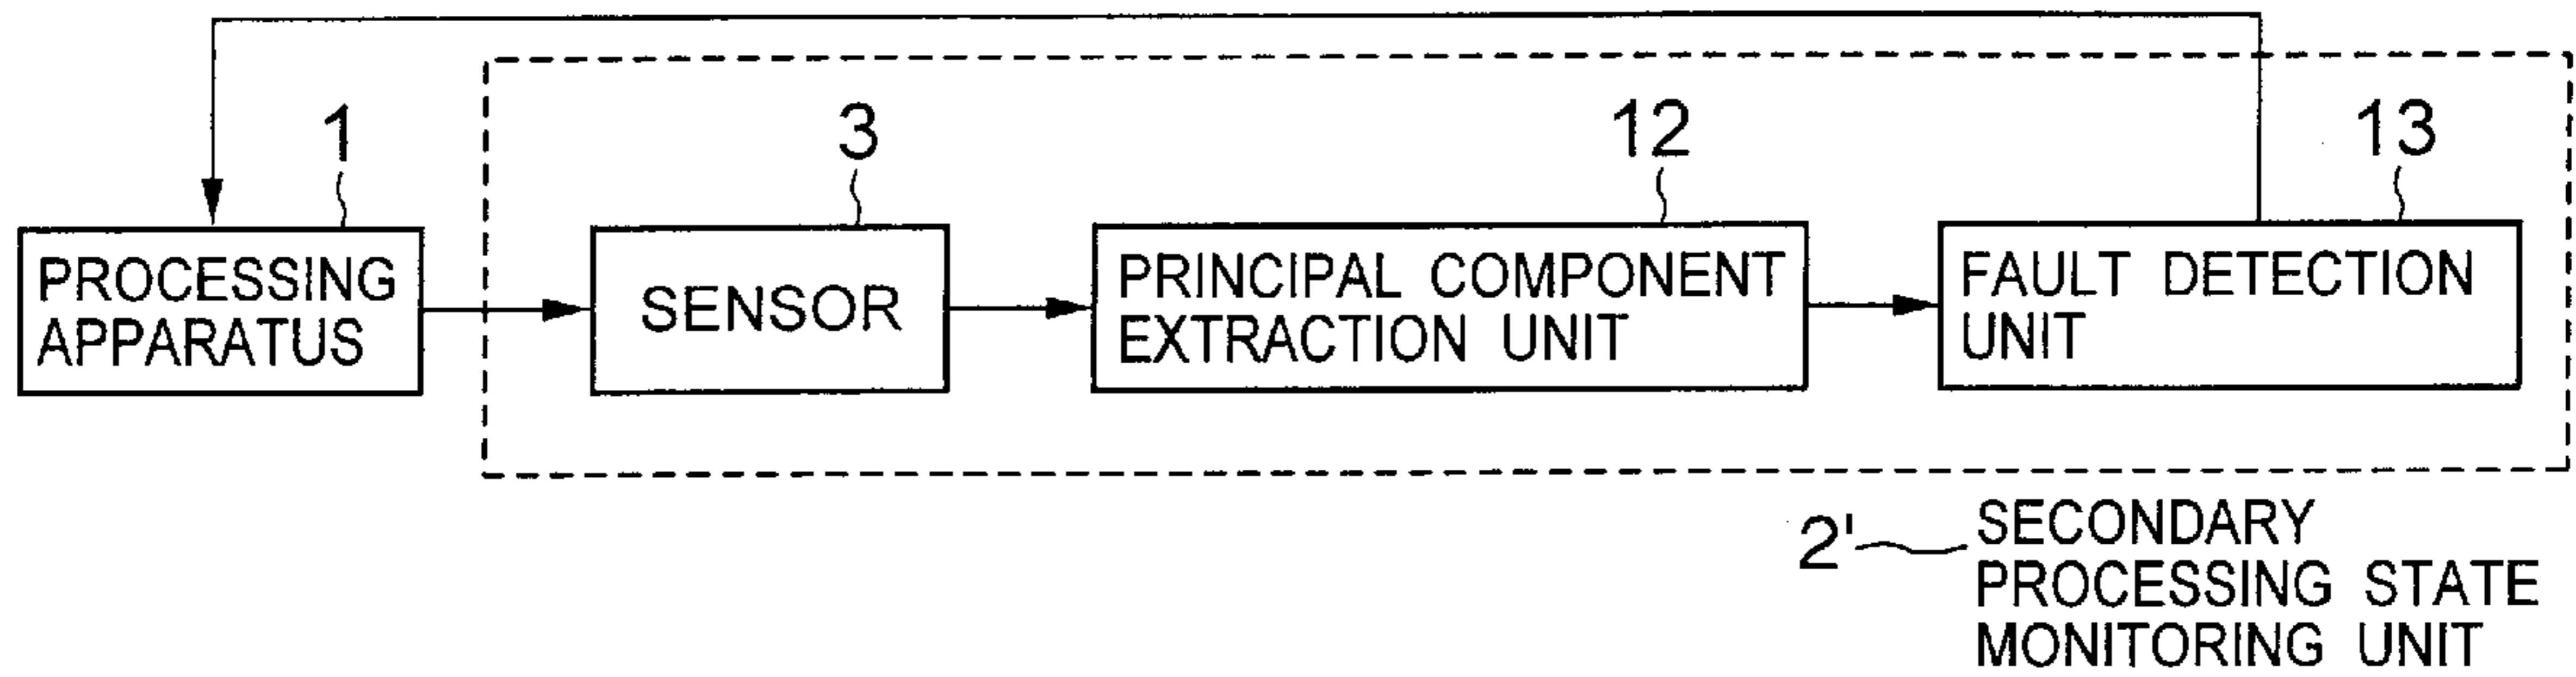 1
3
12
13
PROCESSING
APPARATUS
SENSOR
PRINCIPAL COMPONENT
EXTRACTION UNIT
FAULT DETECTION
UNIT
2'
SECONDARY
PROCESSING STATE
MONITORING UNIT